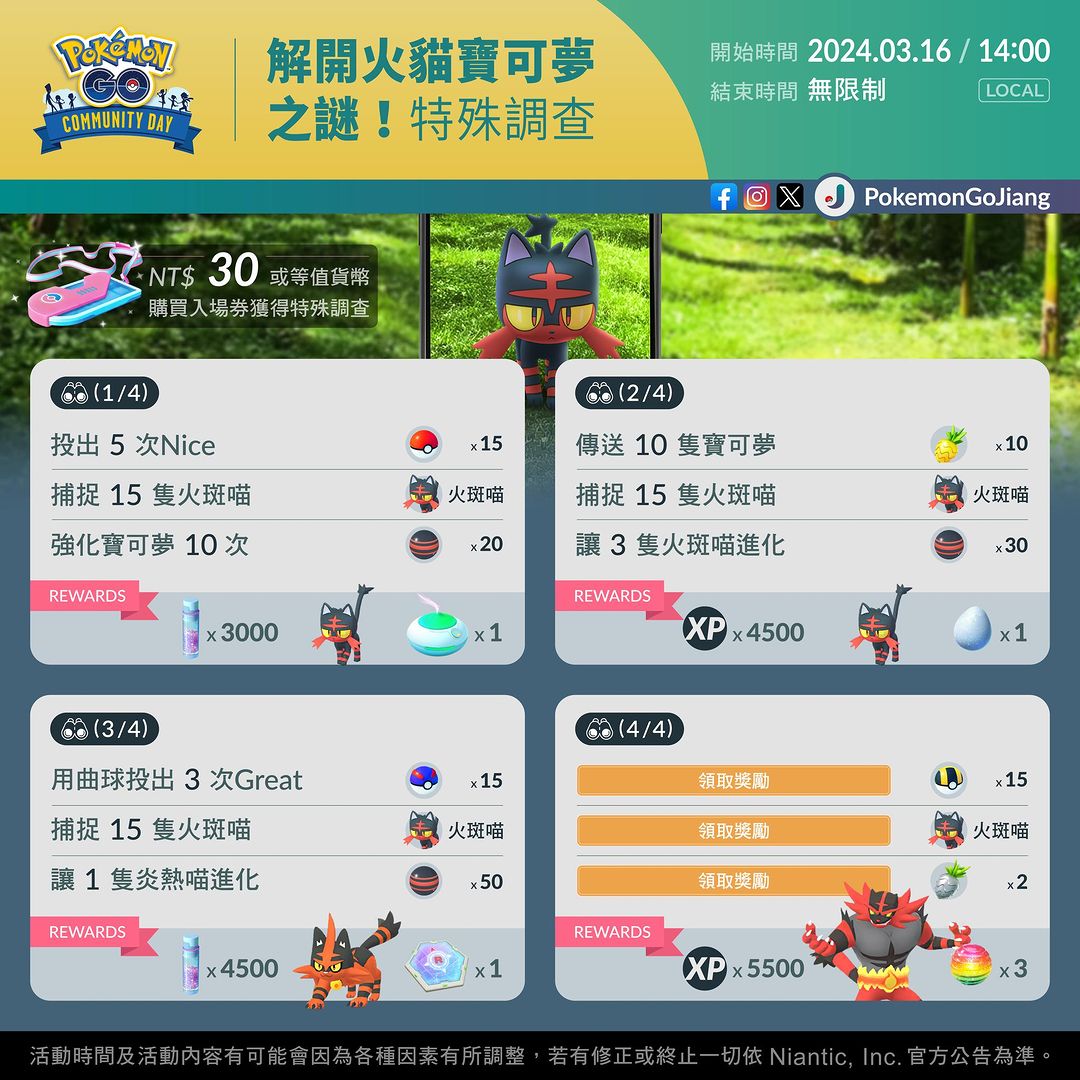 POKÉMON
GO
COMMUNITY DAY
解開火貓寶可夢
之謎！特殊調查
開始時間 2024.03.16 / 14:00
結束時間 無限制 LOCAL
PokemonGoJiang
NT$ 30 或等值貨幣
購買入場券獲得特殊調查
(1/4)
投出 5 次Nice x15
捕捉 15 隻火斑喵 火斑喵
強化寶可夢 10 次 x20
REWARDS
x3000 x1
(2/4)
傳送 10 隻寶可夢 x10
捕捉 15 隻火斑喵 火斑喵
讓 3 隻火斑喵進化 x30
REWARDS
XP x4500 x1
(3/4)
用曲球投出 3 次Great x15
捕捉 15 隻火斑喵 火斑喵
讓 1 隻炎熱喵進化 x50
REWARDS
x4500 R x1
(4/4)
領取獎勵 x15
領取獎勵 火斑喵
領取獎勵 x2
REWARDS
XP x5500 x3
活動時間及活動內容有可能會因為各種因素有所調整，若有修正或終止一切依 Niantic, Inc. 官方公告為準。